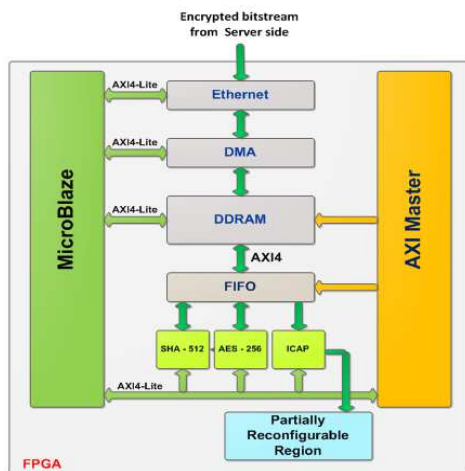 Encrypted bitstream
from Server side
AXI4-Lite
Ethernet
AXI4-Lite
DMA
AXI4-Lite
DDRAM
MicroBlaze
AXI Master
AXI4
FIFO
SHA - 512
AES - 256
ICAP
AXI4-Lite
Partially
Reconfigurable
Region
FPGA